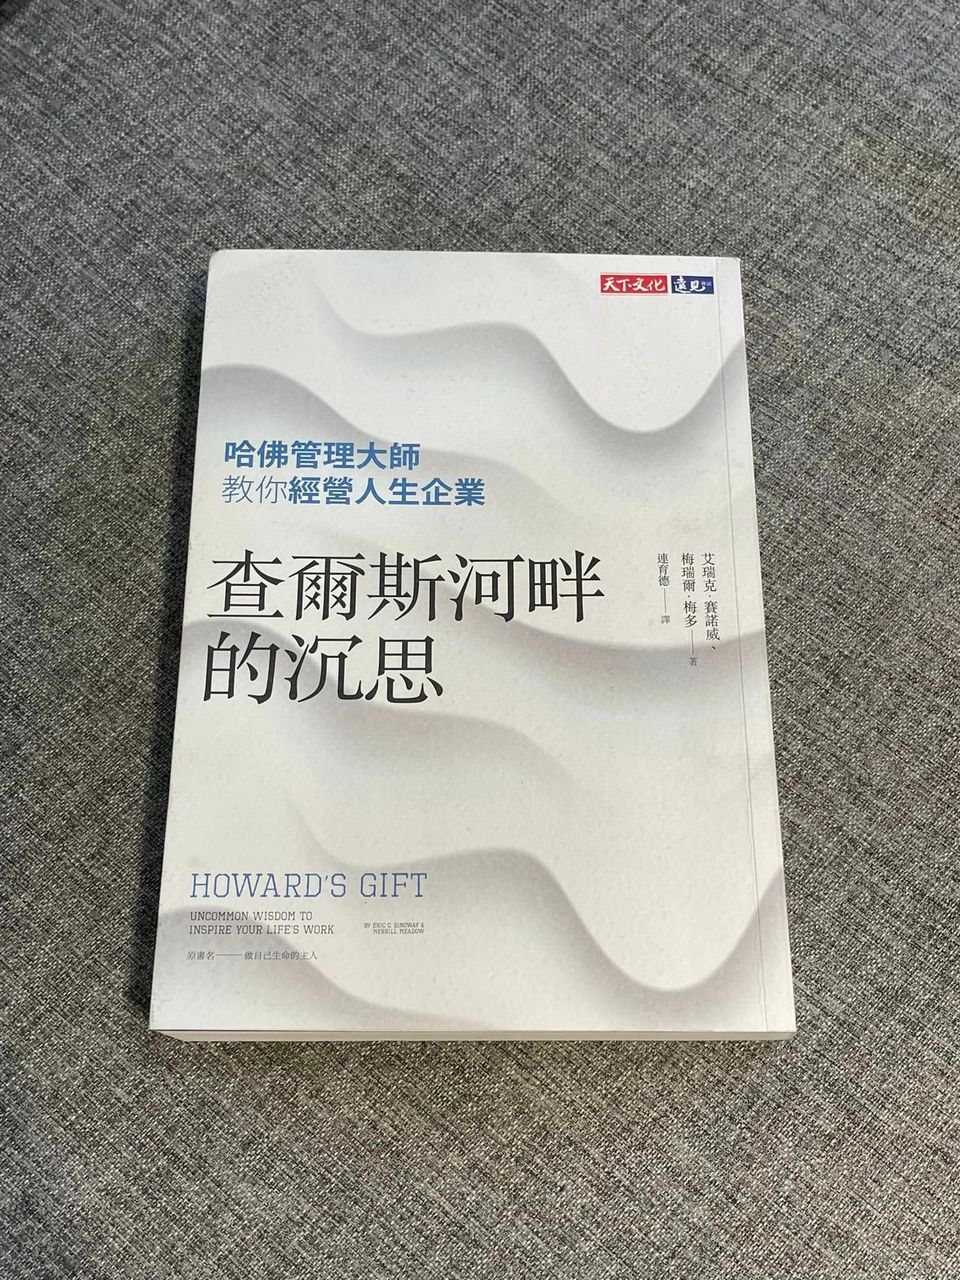 天下文化 遠見
哈佛管理大師
教你經營人生企業
查爾斯河畔
的沉思
艾瑞克·賽諾威、
梅瑞爾·梅多——著
連育德——譯
HOWARD'S GIFT
UNCOMMON WISDOM TO
INSPIRE YOUR LIFE'S WORK
BY ERIC C. SINOWAY &
MERRILL MEADOW
原書名——做自己生命的主人